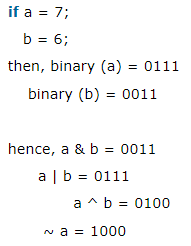 if a = 7;
b = 6;
then, binary (a) = 0111
binary (b) = 0011
hence, a & b = 0011
a | b = 0111
a ^ b = 0100
~ a = 1000